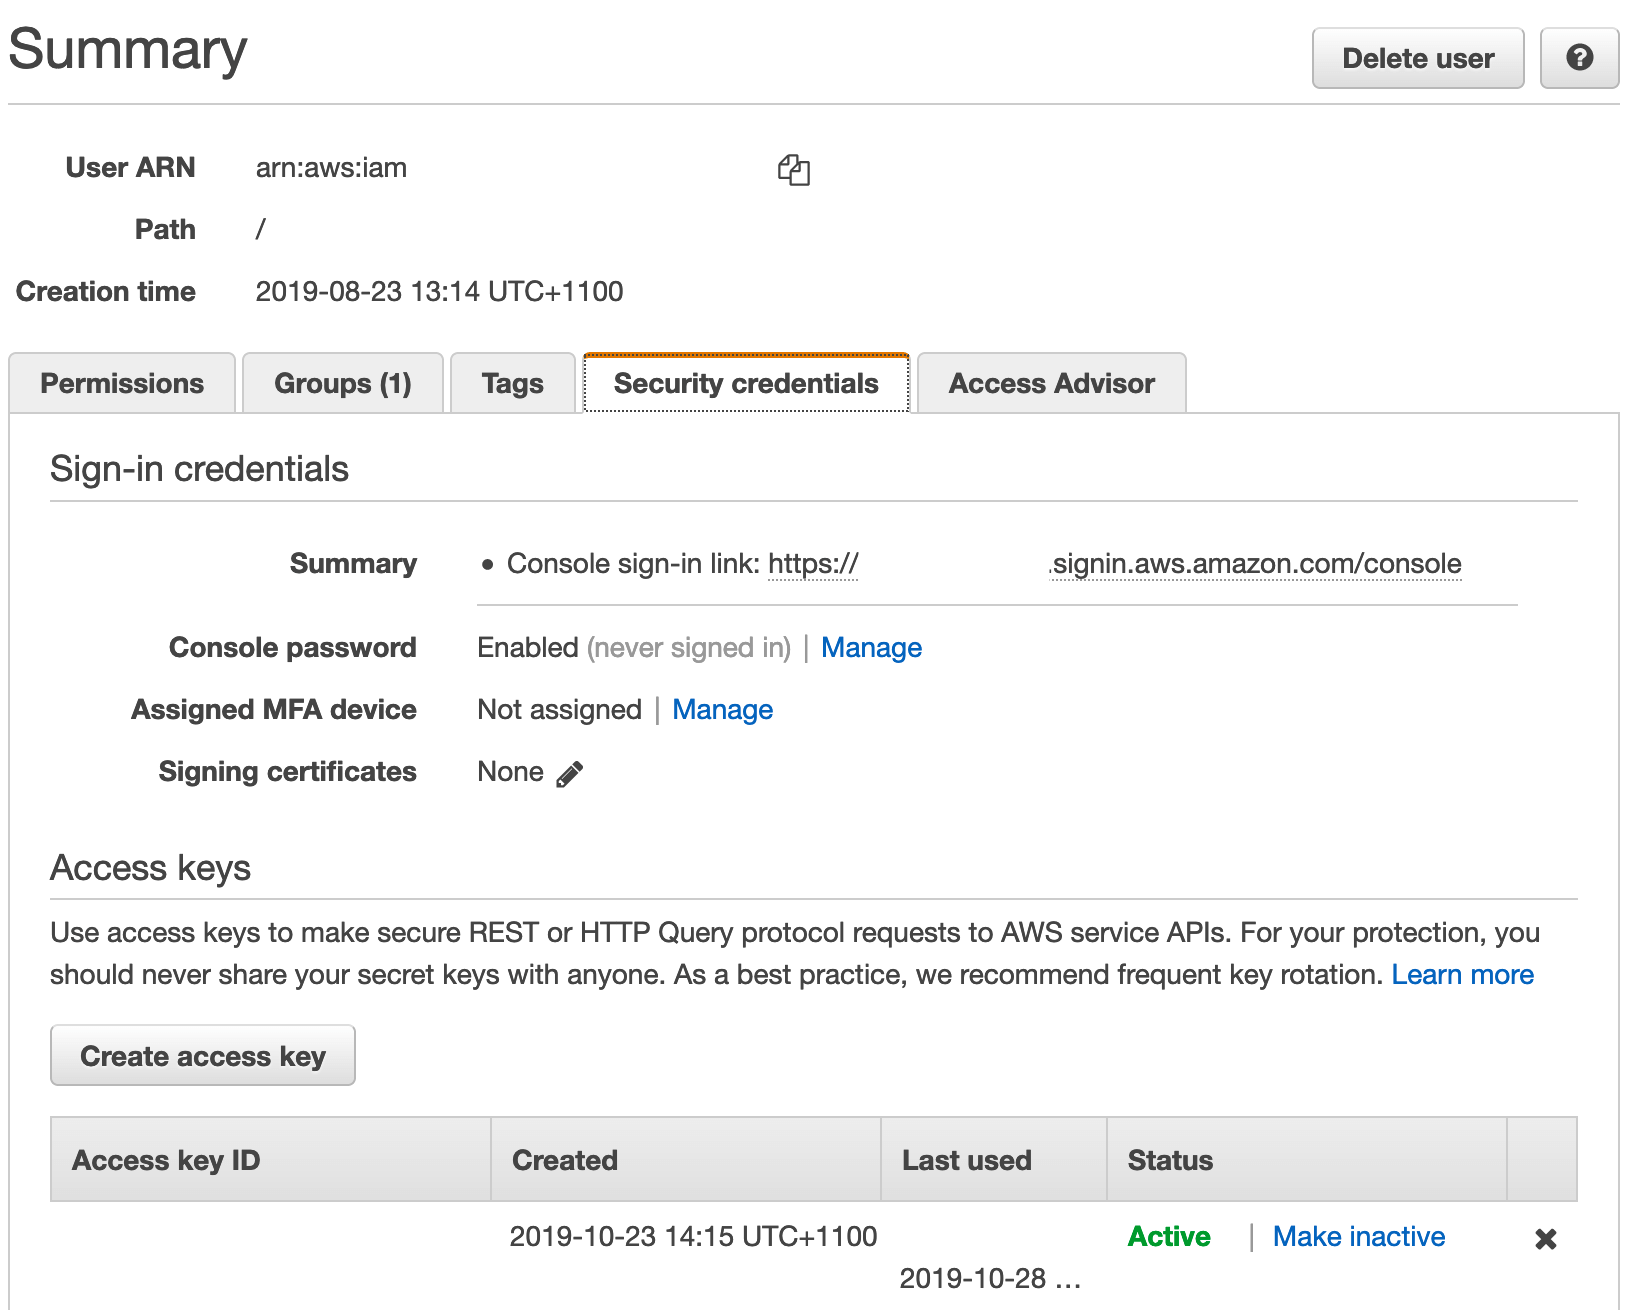 Summary
Delete user
?
User ARN arn:aws:iam
Path /
Creation time 2019-08-23 13:14 UTC+1100
Permissions Groups (1) Tags Security credentials Access Advisor
Sign-in credentials
Summary • Console sign-in link: https:// .signin.aws.amazon.com/console
Console password Enabled (never signed in) | Manage
Assigned MFA device Not assigned | Manage
Signing certificates None
Access keys
Use access keys to make secure REST or HTTP Query protocol requests to AWS service APIs. For your protection, you
should never share your secret keys with anyone. As a best practice, we recommend frequent key rotation. Learn more
Create access key
Access key ID Created Last used Status
2019-10-23 14:15 UTC+1100 Active | Make inactive
2019-10-28 ...